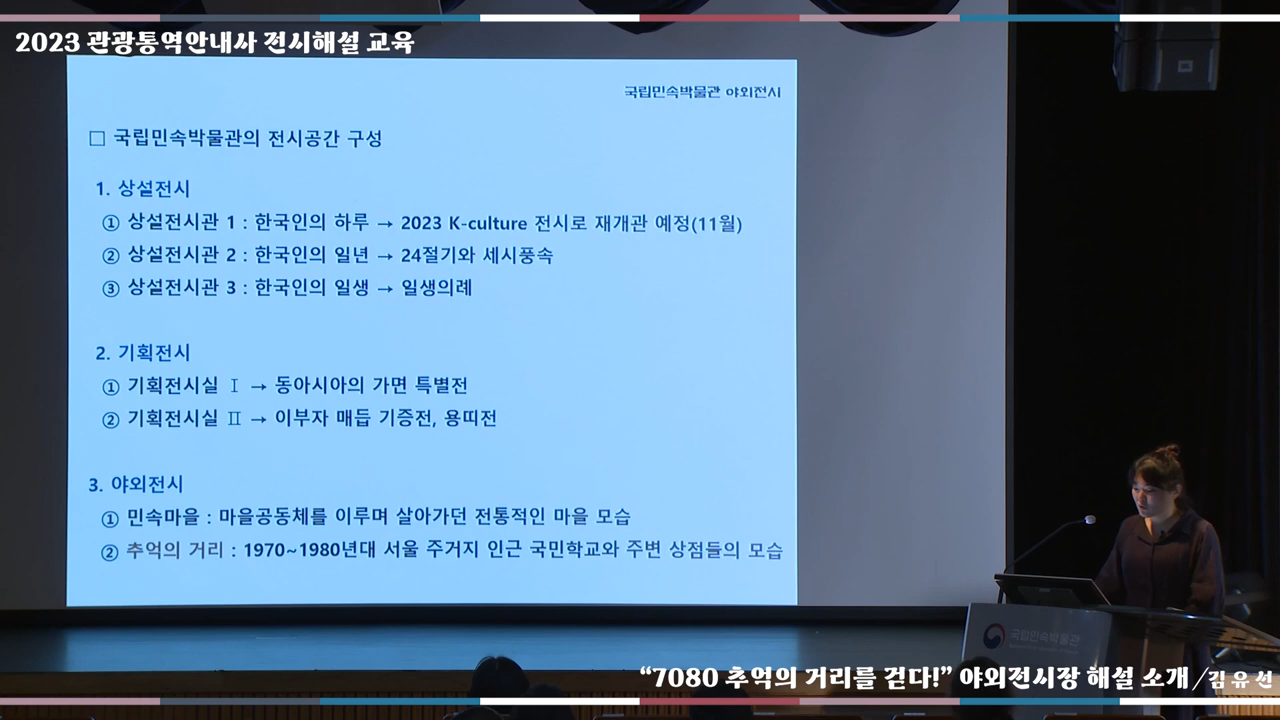 2023 관광통역안내사 전시해설 교육
국립민속박물관 야외전시
□ 국립민속박물관의 전시공간 구성
1. 상설전시
① 상설전시관 1 : 한국인의 하루 → 2023 K-culture 전시로 재개관 예정(11월)
② 상설전시관 2 : 한국인의 일년 → 24절기와 세시풍속
③ 상설전시관 3 : 한국인의 일생 → 일생의례
2. 기획전시
① 기획전시실 Ⅰ → 동아시아의 가면 특별전
② 기획전시실 Ⅱ → 이부자 매듭 기증전, 용띠전
3. 야외전시
① 민속마을 : 마을공동체를 이루며 살아가던 전통적인 마을 모습
② 추억의 거리 : 1970~1980년대 서울 주거지 인근 국민학교와 주변 상점들의 모습
국립민속박물관
“7080 추억의 거리를 걷다!” 야외전시장 해설 소개 / 김유선